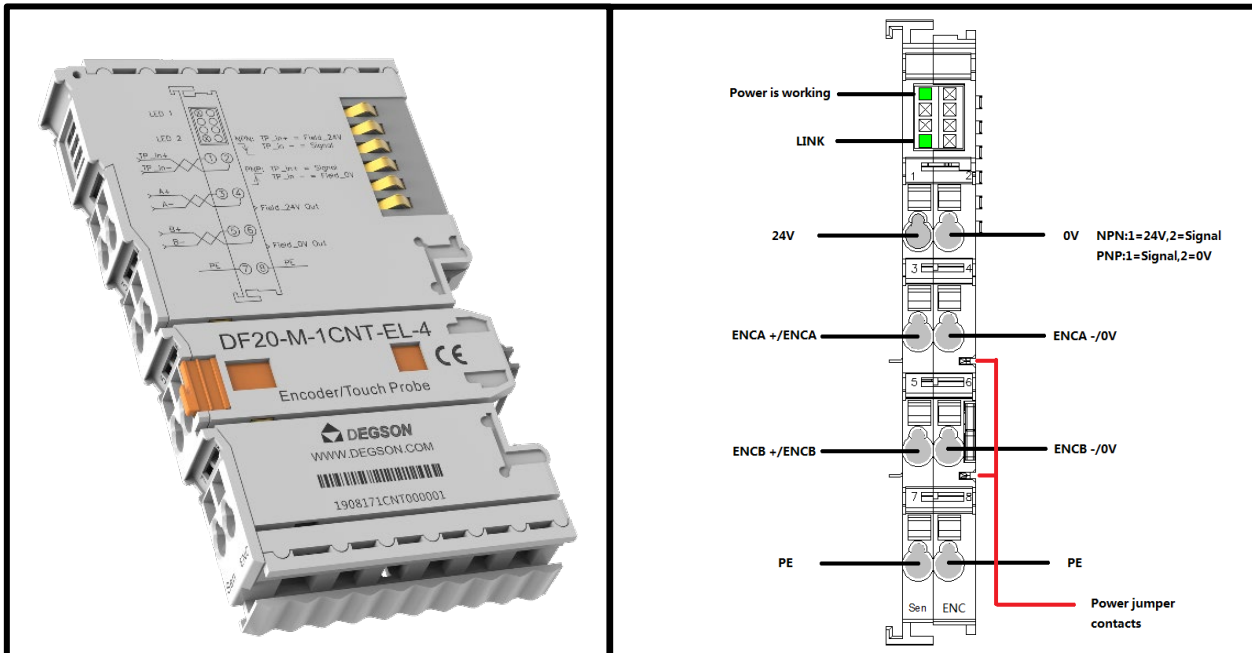 LED 1
LED 2
NPN: TP_in+ = Field_24V
TP_in - = Signal
TP_In+
TP_In-
1 2
PNP: TP_in+ = Signal
TP_in - = Field_0V
A+
A-
3 4
Field_24V Out
B+
B-
5 6
Field_0V Out
PE 7 8 PE
DF20-M-1CNT-EL-4
CE
Encoder/Touch Probe
DEGSON
WWW.DEGSON.COM
1908171CNT000001
Sen ENC
Power is working
LINK
1 2
24V
0V NPN:1=24V,2=Signal
PNP:1=Signal,2=0V
3 4
ENCA +/ENCA
ENCA -/0V
5 6
ENCB +/ENCB
ENCB -/0V
7 8
PE
PE
Sen ENC
Power jumper
contacts